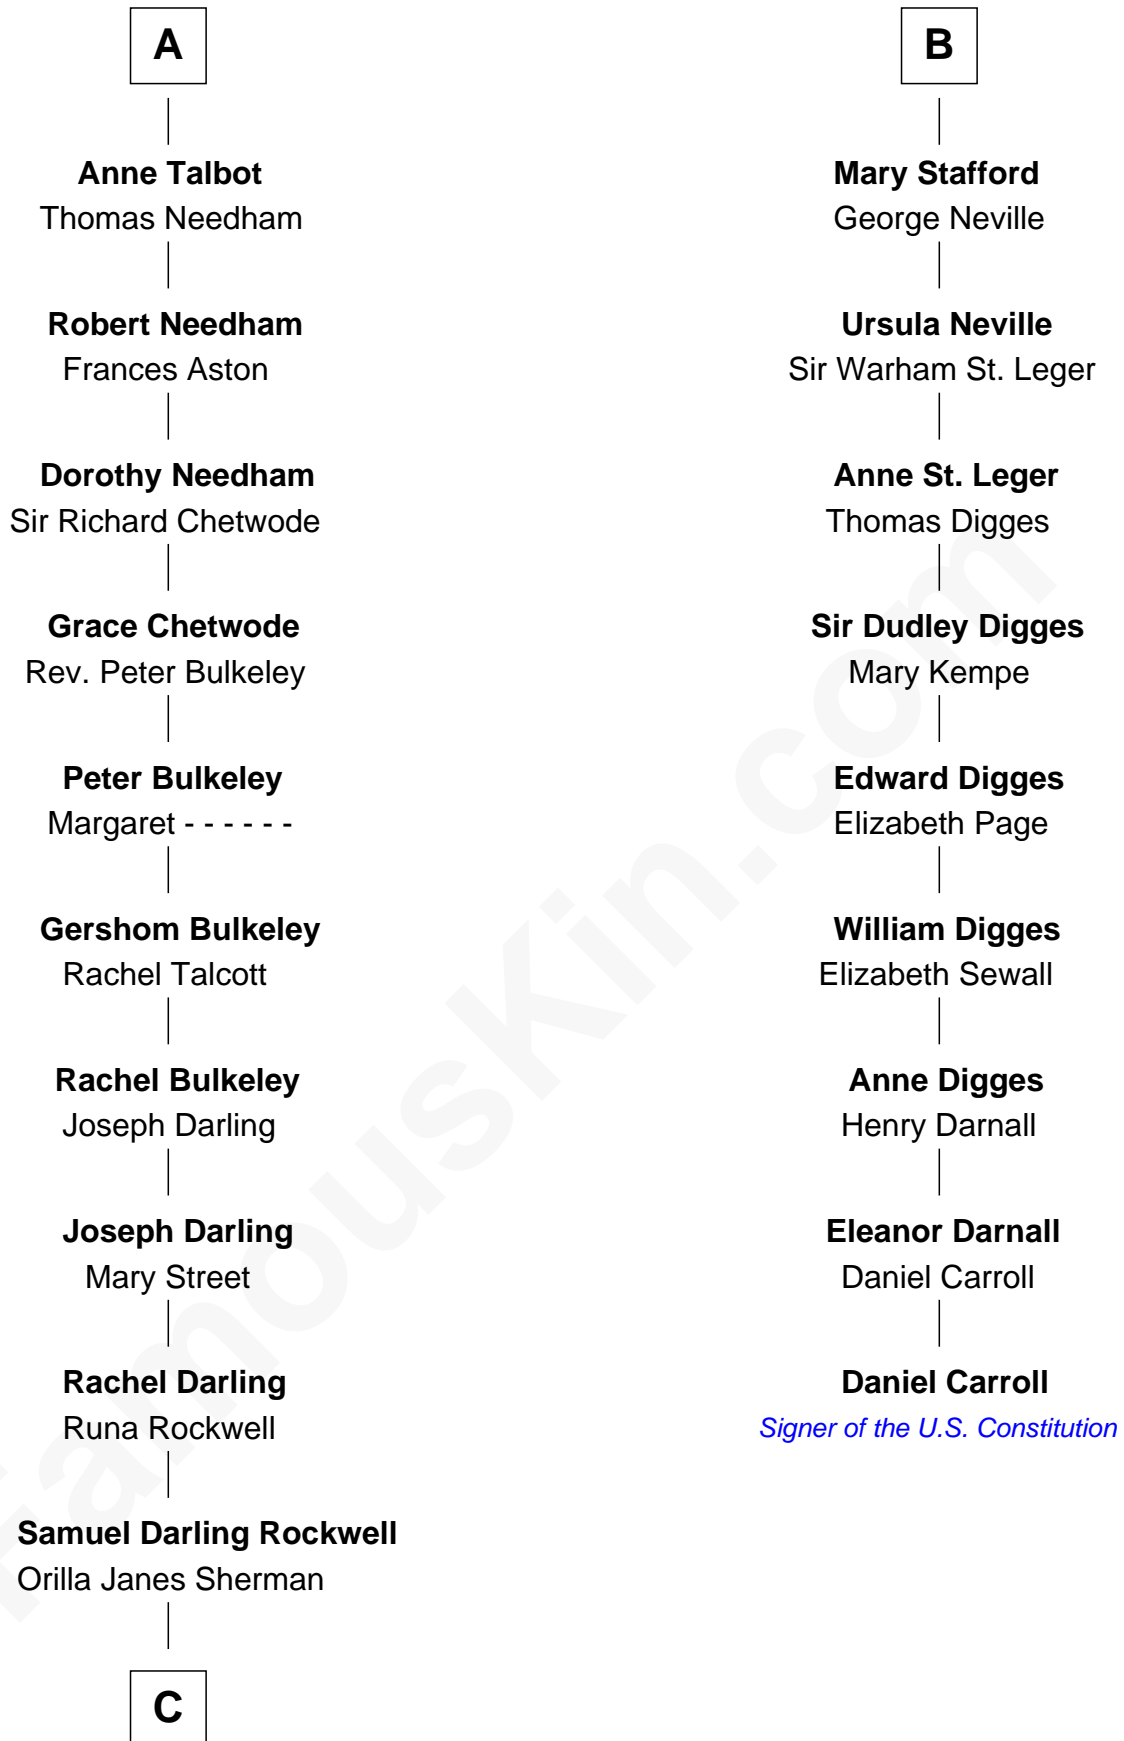 A
Anne Talbot
Thomas Needham
Robert Needham
Frances Aston
Dorothy Needham
Sir Richard Chetwode
Grace Chetwode
Rev. Peter Bulkeley
Peter Bulkeley
Margaret - - - - - -
Gershom Bulkeley
Rachel Talcott
Rachel Bulkeley
Joseph Darling
Joseph Darling
Mary Street
Rachel Darling
Runa Rockwell
Samuel Darling Rockwell
Orilla Janes Sherman
C
B
Mary Stafford
George Neville
Ursula Neville
Sir Warham St. Leger
Anne St. Leger
Thomas Digges
Sir Dudley Digges
Mary Kempe
Edward Digges
Elizabeth Page
William Digges
Elizabeth Sewall
Anne Digges
Henry Darnall
Eleanor Darnall
Daniel Carroll
Daniel Carroll
Signer of the U.S. Constitution
FamousKin.com